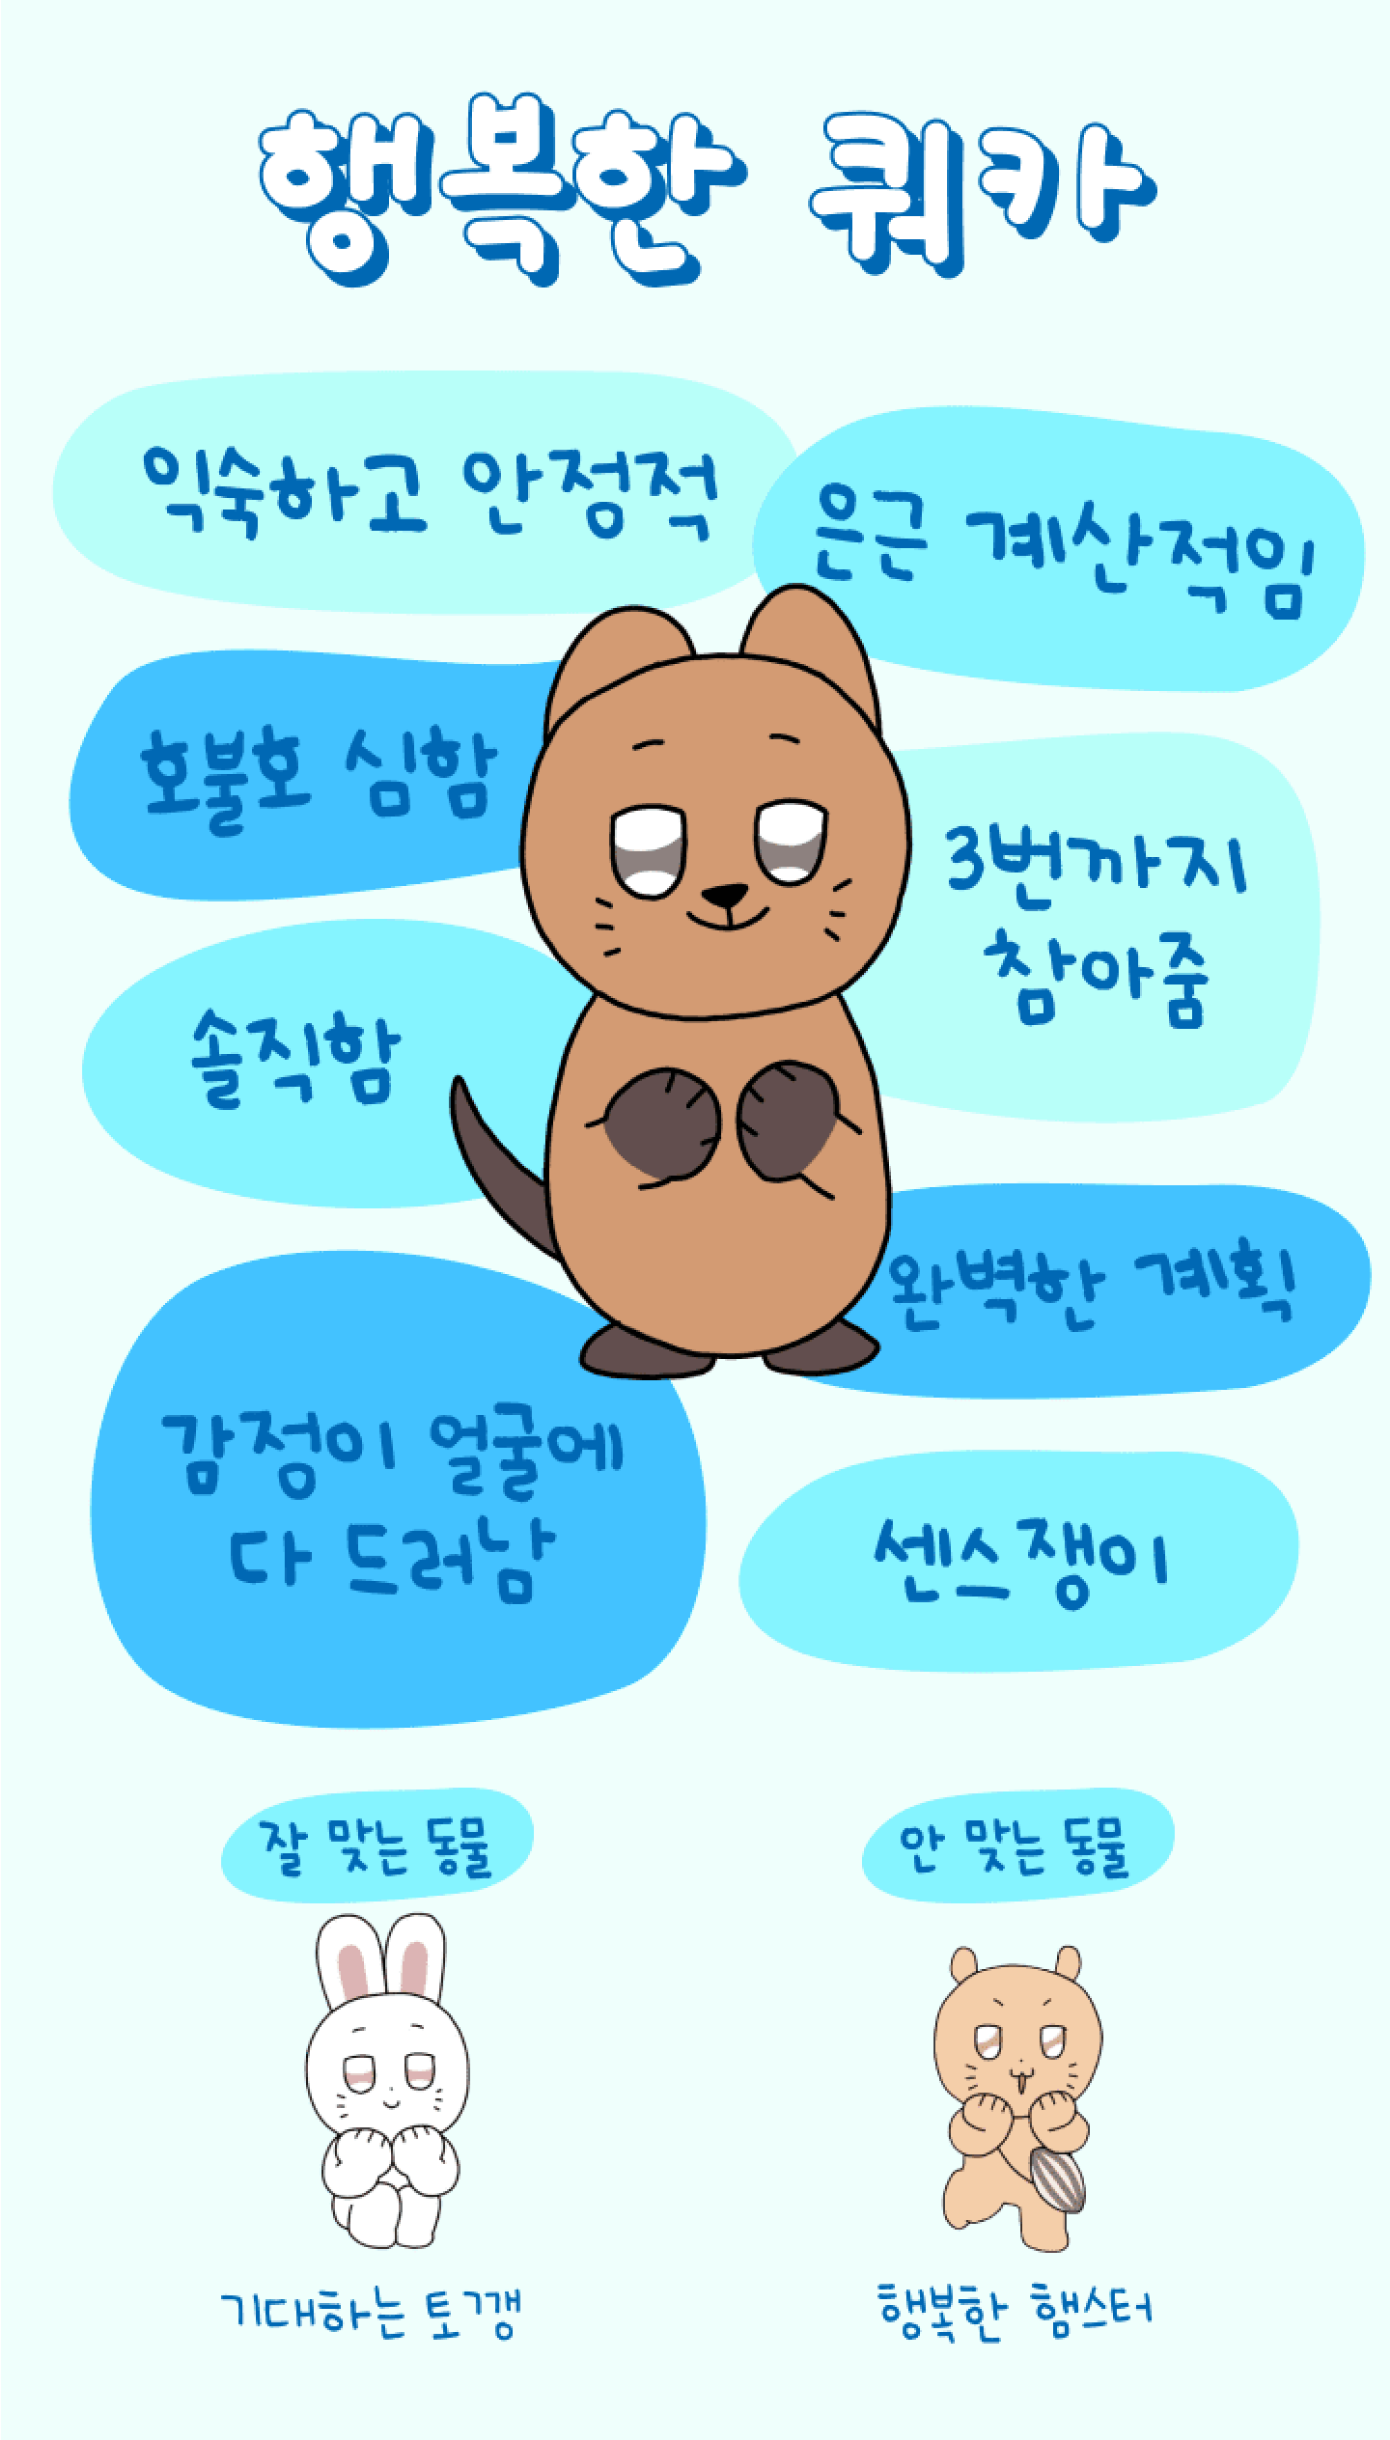 행복한 쿼카
익숙하고 안정적
은근 계산적임
호불호 심함
3번까지
참아줌
솔직함
완벽한 계획
감정이 얼굴에
다 드러남
센스쟁이
잘 맞는 동물
안 맞는 동물
기대하는 토깽
행복한 햄스터